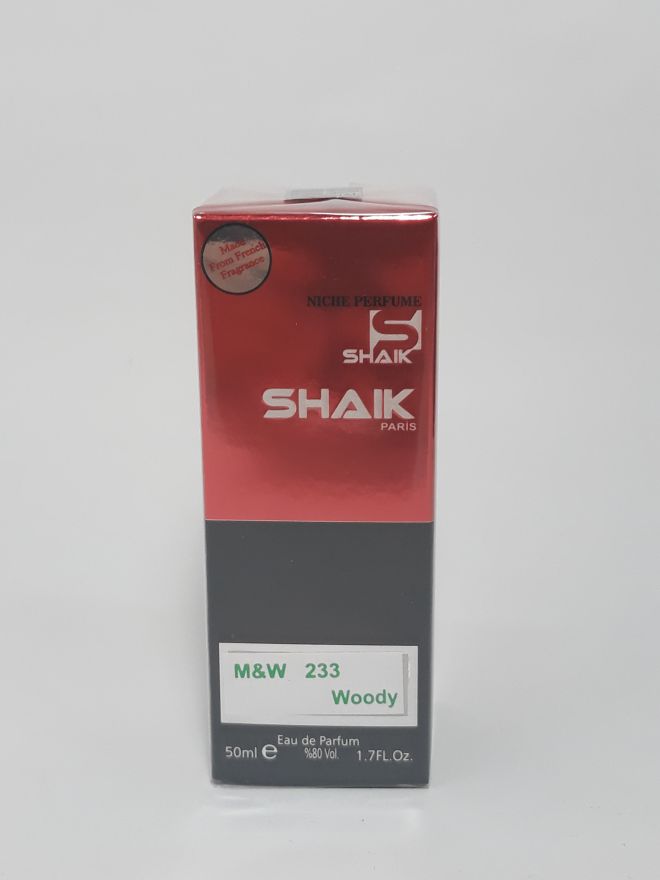 Made
From French
Fragrance
NICHE PERFUME
S
SHAIK
SHAIK
PARİS
M&W 233
Woody
Eau de Parfum
50ml e %80 Vol. 1.7FL.Oz.